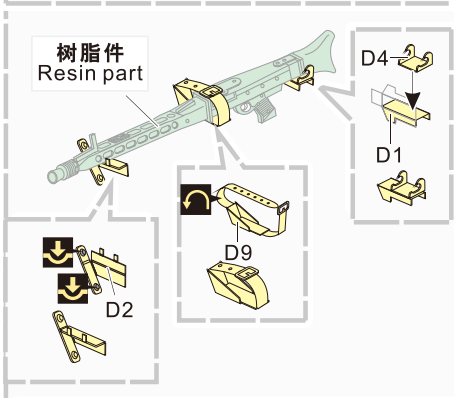 树脂件
Resin part
D4
D1
D9
D2